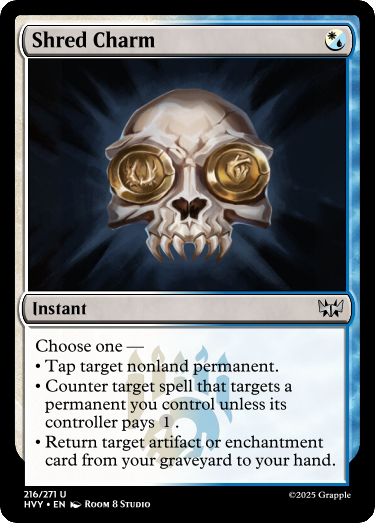 Shred Charm
Instant
Choose one —
• Tap target nonland permanent.
• Counter target spell that targets a
permanent you control unless its
controller pays 1 .
• Return target artifact or enchantment
card from your graveyard to your hand.
216/271 U
HVY • EN Room 8 Studio
©2025 Grapple